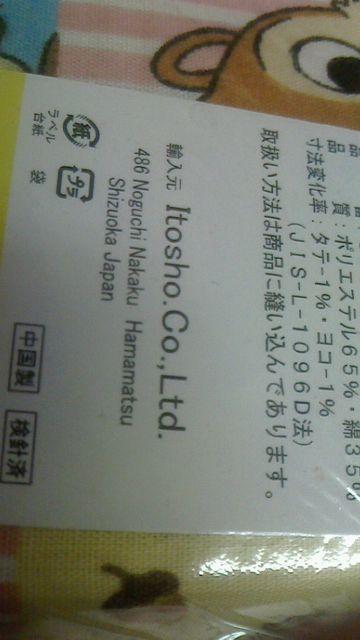 品
品 質：ポリエステル65％・綿35％
寸法変化率：タテ-1％・ヨコ-1％
（JIS-L-1096D法）
取扱い方法は商品に縫い込んであります。
輸入元 Itosho.Co.,Ltd.
486 Noguchi Nakaku Hamamatsu
Shizuoka Japan
紙
ラベル
台紙
プラ
袋
中国製
検針済